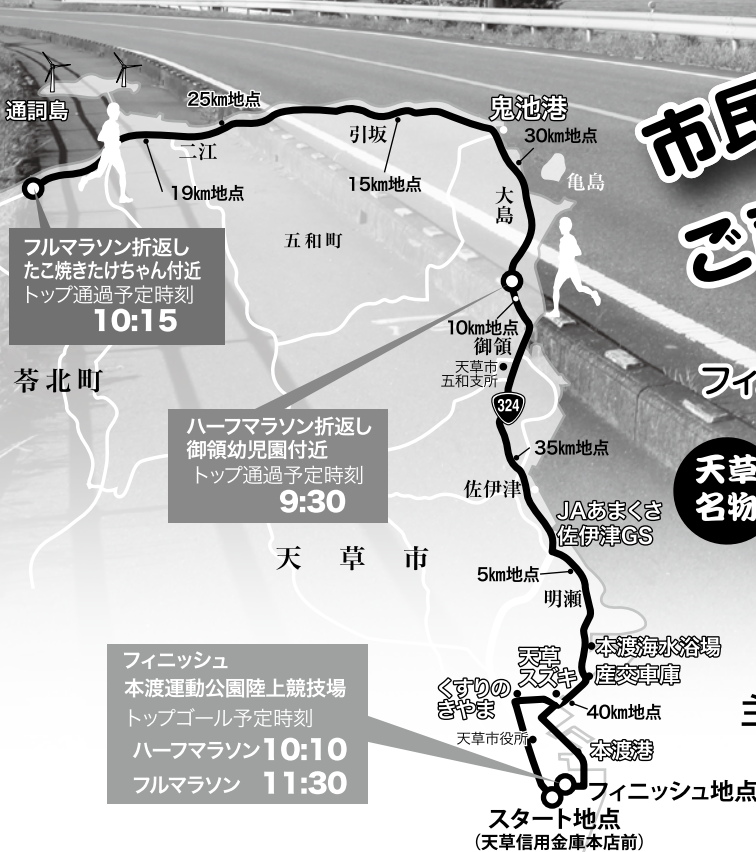 通詞島
25km地点
鬼池港
引坂
30km地点
二江
19km地点
15km地点
大島
亀島
五和町
フルマラソン折返し
たこ焼きたけちゃん付近
トップ通過予定時刻
10:15
10km地点
御領
天草市
五和支所
苓北町
324
ハーフマラソン折返し
御領幼児園付近
トップ通過予定時刻
9:30
35km地点
佐伊津
JAあまくさ
佐伊津GS
天草市
5km地点
明瀬
フィニッシュ
本渡運動公園陸上競技場
トップゴール予定時刻
ハーフマラソン10:10
フルマラソン 11:30
本渡海水浴場
天草
スズキ
産交車庫
くすりの
きやま
40km地点
天草市役所
本渡港
フィニッシュ地点
スタート地点
(天草信用金庫本店前)
市民
ご
フィ
天草
名物